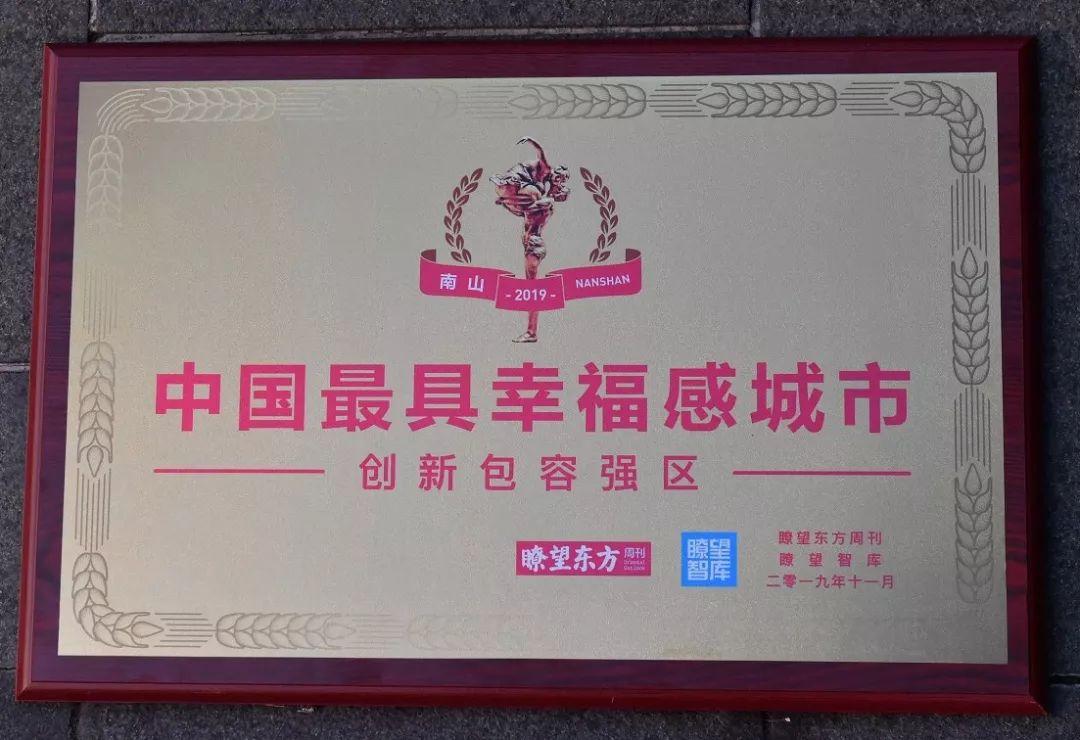 南山
- 2019 -
NANSHAN
中国最具幸福感城市
创新包容强区
瞭望东方周刊
Oriental
Outlook
瞭望
智库
瞭望东方周刊
瞭望智库
二零一九年十一月